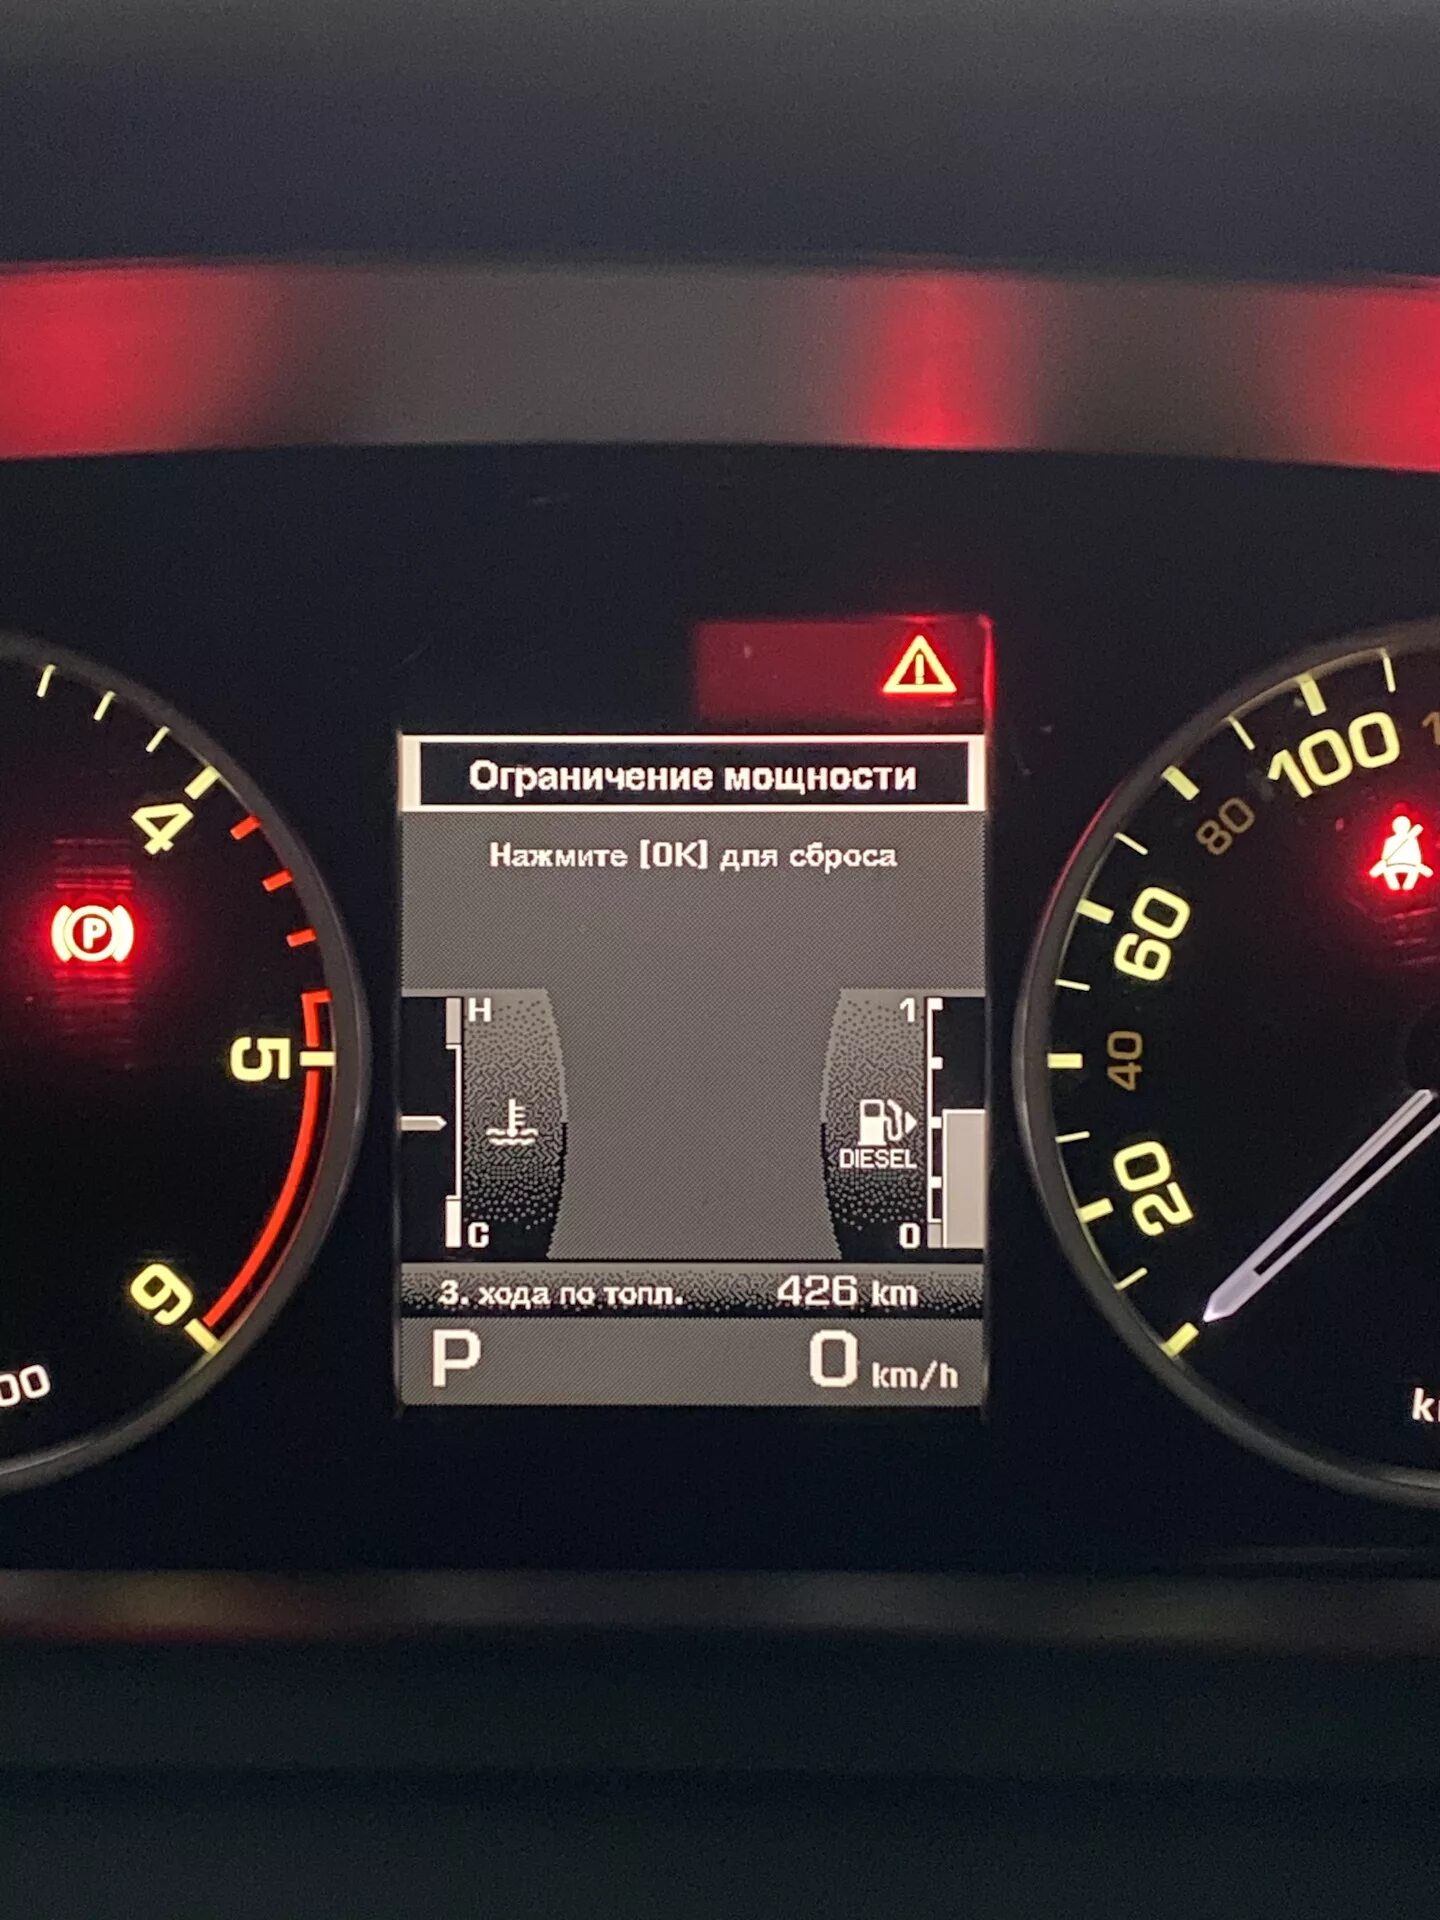 Ограничение мощности
Нажмите [OK] для сброса
4
P
5
6
00
H
C
1
DIESEL
0
З. хода по топл. 426 km
P 0 km/h
100
80
60
40
20